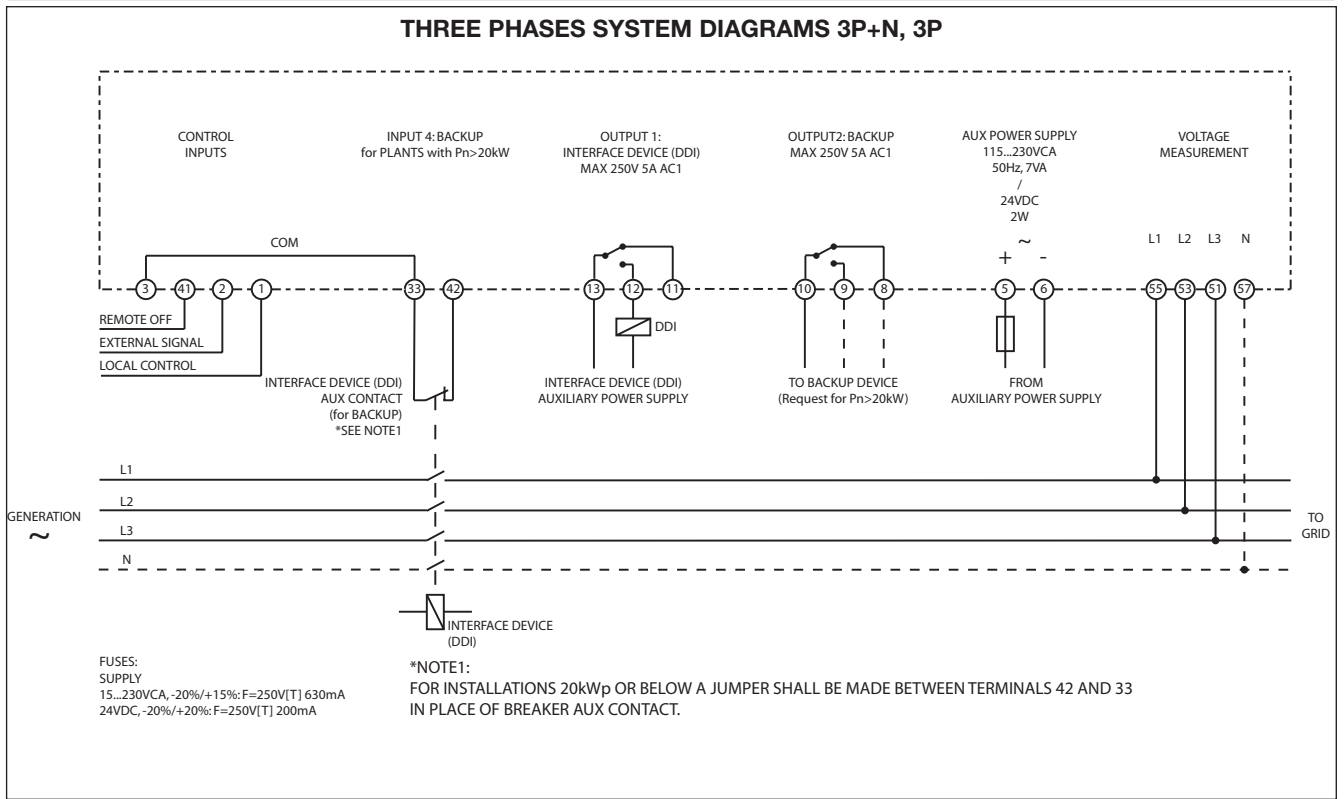 THREE PHASES SYSTEM DIAGRAMS 3P+N, 3P
CONTROL
INPUTS
INPUT 4: BACKUP
for PLANTS with Pn>20kW
OUTPUT 1:
INTERFACE DEVICE (DDI)
MAX 250V 5A AC1
OUTPUT2: BACKUP
MAX 250V 5A AC1
AUX POWER SUPPLY
115...230VCA
50Hz, 7VA
/
24VDC
2W
VOLTAGE
MEASUREMENT
COM
~
+ -
L1 L2 L3 N
3 41 2 1 33 42 13 12 11 10 9 8 5 6 55 53 51 57
REMOTE OFF
EXTERNAL SIGNAL
LOCAL CONTROL
DDI
INTERFACE DEVICE (DDI)
AUX CONTACT
(for BACKUP)
*SEE NOTE1
INTERFACE DEVICE (DDI)
AUXILIARY POWER SUPPLY
TO BACKUP DEVICE
(Request for Pn>20kW)
FROM
AUXILIARY POWER SUPPLY
L1
L2
L3
N
GENERATION
~
TO
GRID
INTERFACE DEVICE
(DDI)
FUSES:
SUPPLY
15...230VCA, -20%/+15%: F=250V[T] 630mA
24VDC, -20%/+20%: F=250V[T] 200mA
*NOTE1:
FOR INSTALLATIONS 20kWp OR BELOW A JUMPER SHALL BE MADE BETWEEN TERMINALS 42 AND 33
IN PLACE OF BREAKER AUX CONTACT.